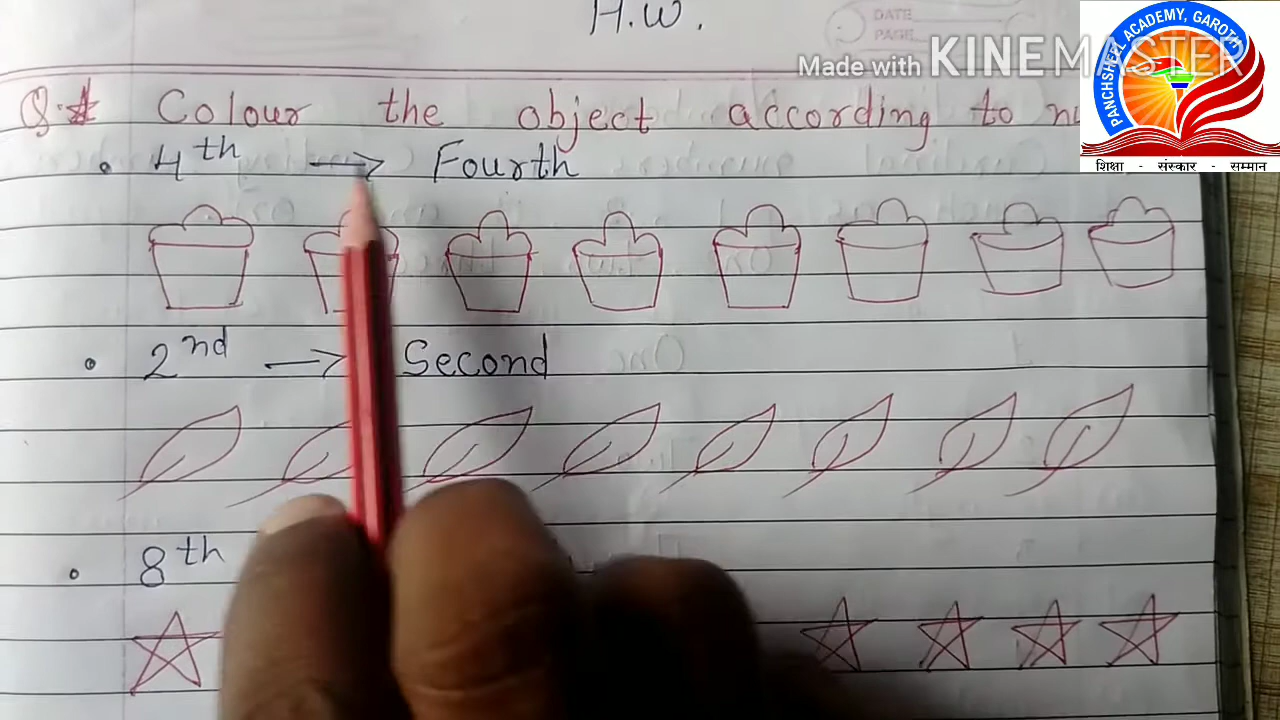 H.W.
DATE
PAGE
Made with KINEMASTER
PANCHSHEEL ACADEMY, GAROTH
शिक्षा - संस्कार - सम्मान
Q. Colour the object according to
• 4th → Fourth
• 2nd → Second
• 8th